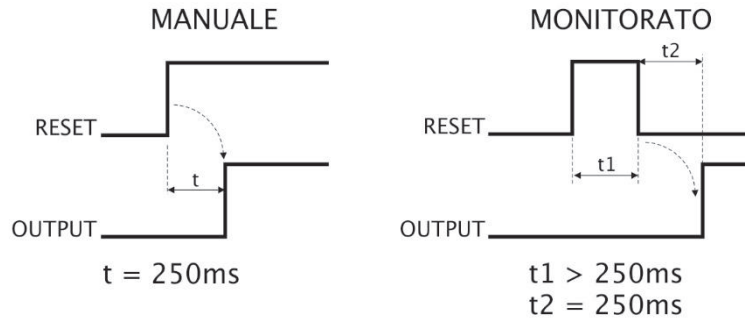 MANUALE
RESET
t
OUTPUT
t = 250ms
MONITORATO
t2
RESET
t1
OUTPUT
t1 > 250ms
t2 = 250ms